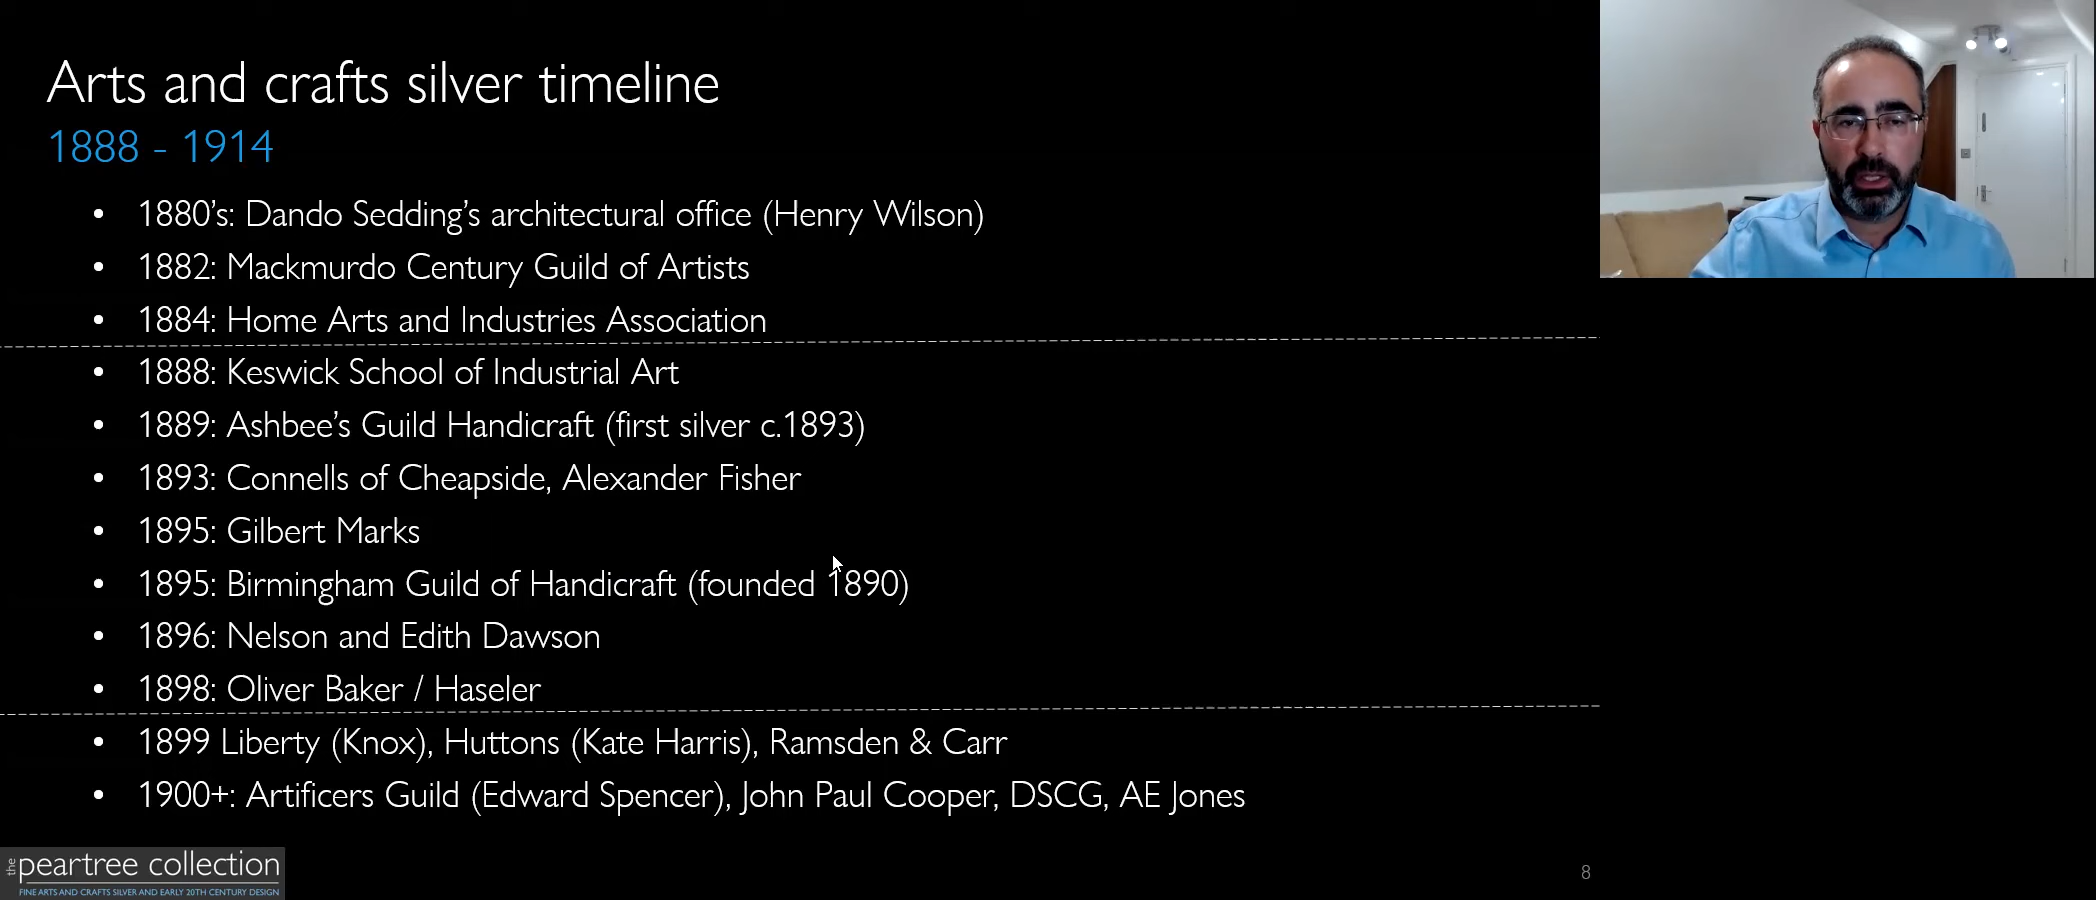 Arts and crafts silver timeline
1888 - 1914
• 1880's: Dando Sedding's architectural office (Henry Wilson)
• 1882: Mackmurdo Century Guild of Artists
• 1884: Home Arts and Industries Association
• 1888: Keswick School of Industrial Art
• 1889: Ashbee's Guild Handicraft (first silver c.1893)
• 1893: Connells of Cheapside, Alexander Fisher
• 1895: Gilbert Marks
• 1895: Birmingham Guild of Handicraft (founded 1890)
• 1896: Nelson and Edith Dawson
• 1898: Oliver Baker / Haseler
• 1899 Liberty (Knox), Huttons (Kate Harris), Ramsden & Carr
• 1900+: Artificers Guild (Edward Spencer), John Paul Cooper, DSCG, AE Jones
the peartree collection
FINE ARTS AND CRAFTS SILVER AND EARLY 20TH CENTURY DESIGN
8